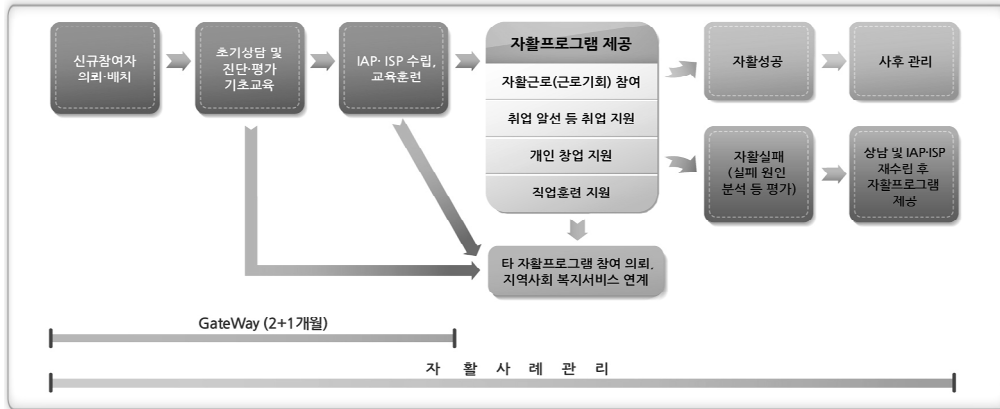 신규참여자
의뢰·배치
초기상담 및
진단·평가
기초교육
IAP· ISP 수립,
교육훈련
자활프로그램 제공
자활근로(근로기회) 참여
취업 알선 등 취업 지원
개인 창업 지원
직업훈련 지원
자활성공
사후 관리
자활실패
(실패 원인
분석 등 평가)
상남 및 IAP·ISP
재수립 후
자활프로그램
제공
타 자활프로그램 참여 의뢰,
지역사회 복지서비스 연계
GateWay (2+1개월)
자 활 사 례 관 리